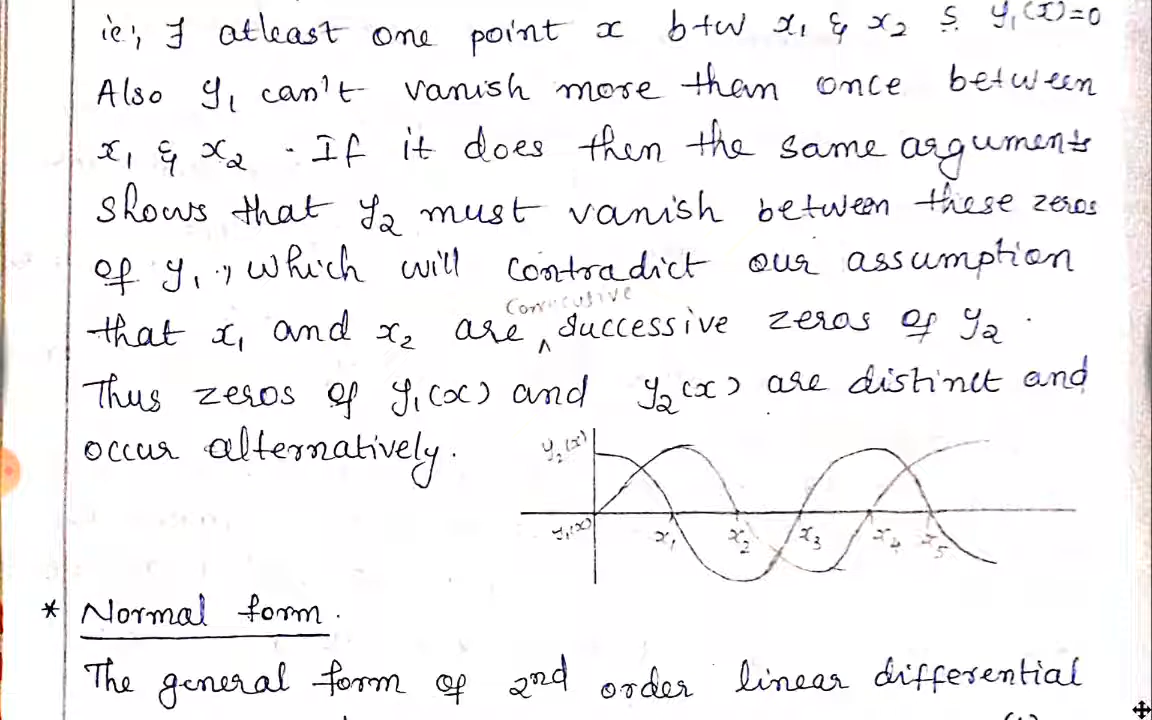 ie; ∃ atleast one point x btw x₁ & x₂ s. y₁(x)=0
Also y₁ can't vanish more than once between
x₁ & x₂. If it does then the same arguments
shows that y₂ must vanish between these zeros
of y₁, which will contradict our assumption
consecutive
that x₁ and x₂ are ^ successive zeros of y₂.
Thus zeros of y₁(x) and y₂(x) are distinct and
occur alternatively.
y₂(x)
y₁(x) x₁ x₂ x₃ x₄ x₅
* Normal form.
The general form of 2nd order linear differential